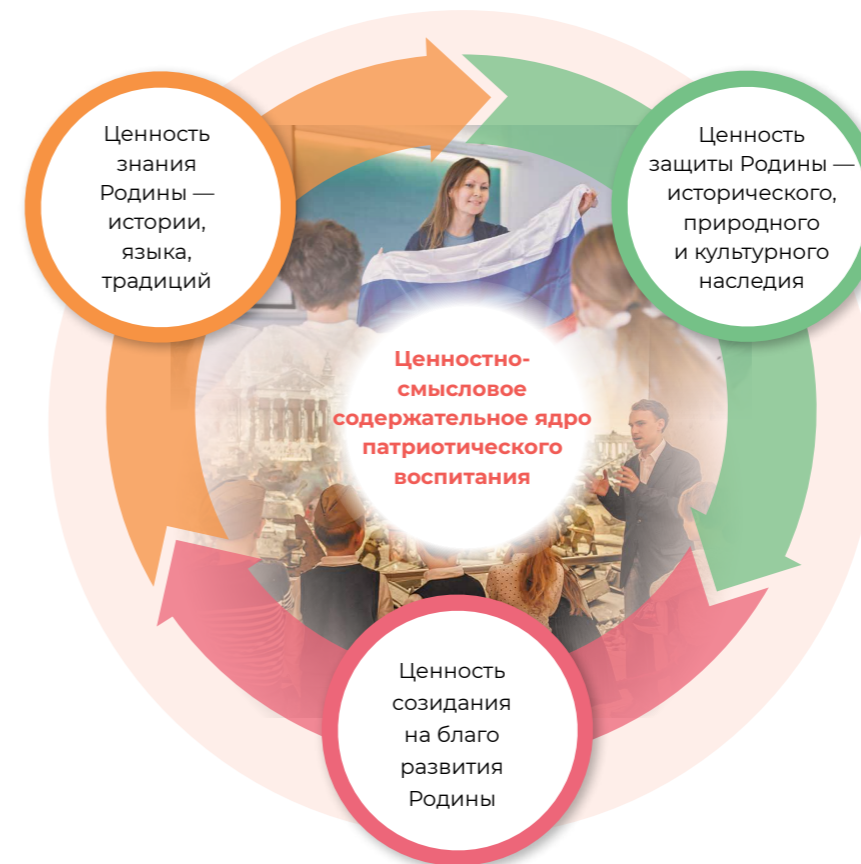 Ценность
знания
Родины —
истории,
языка,
традиций
Ценность
защиты Родины —
исторического,
природного
и культурного
наследия
Ценностно-
смысловое
содержательное ядро
патриотического
воспитания
Ценность
созидания
на благо
развития
Родины